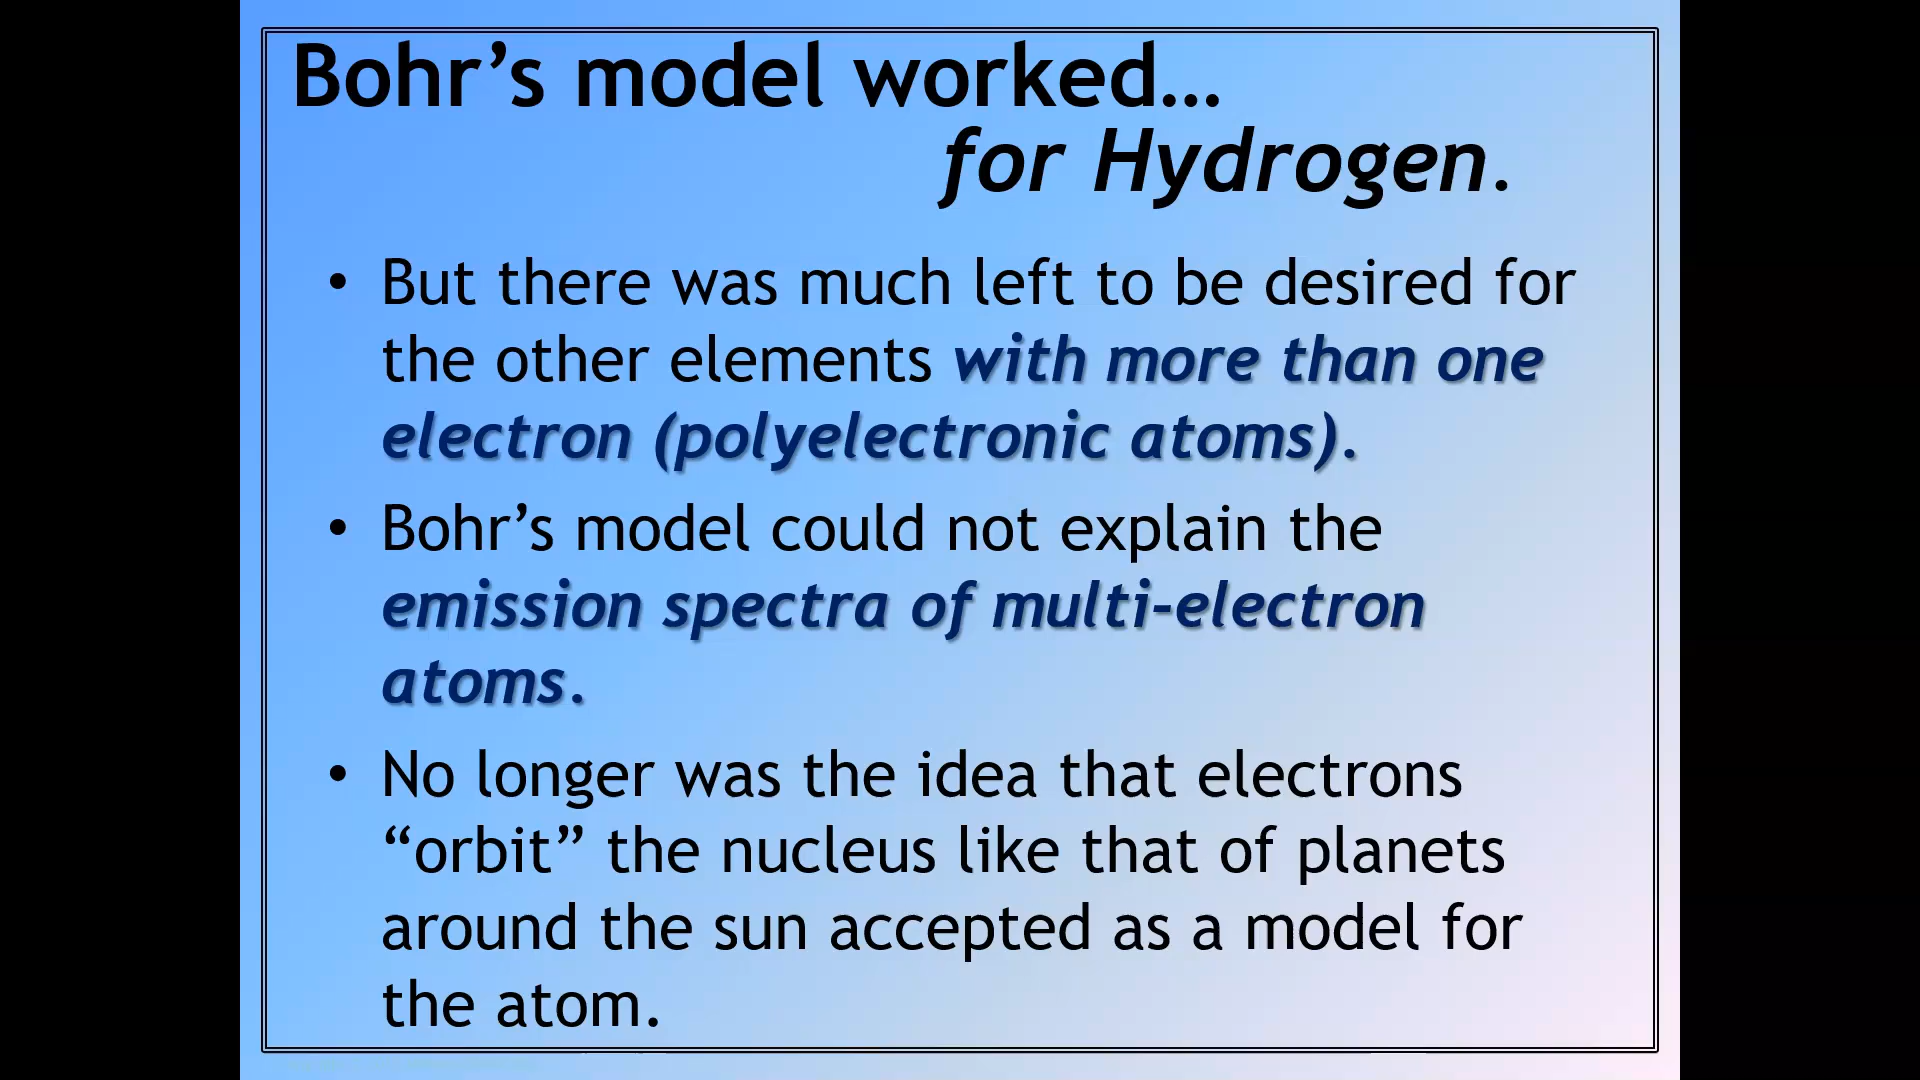 Bohr’s model worked…
for Hydrogen.
• But there was much left to be desired for
the other elements with more than one
electron (polyelectronic atoms).
• Bohr’s model could not explain the
emission spectra of multi-electron
atoms.
• No longer was the idea that electrons
“orbit” the nucleus like that of planets
around the sun accepted as a model for
the atom.